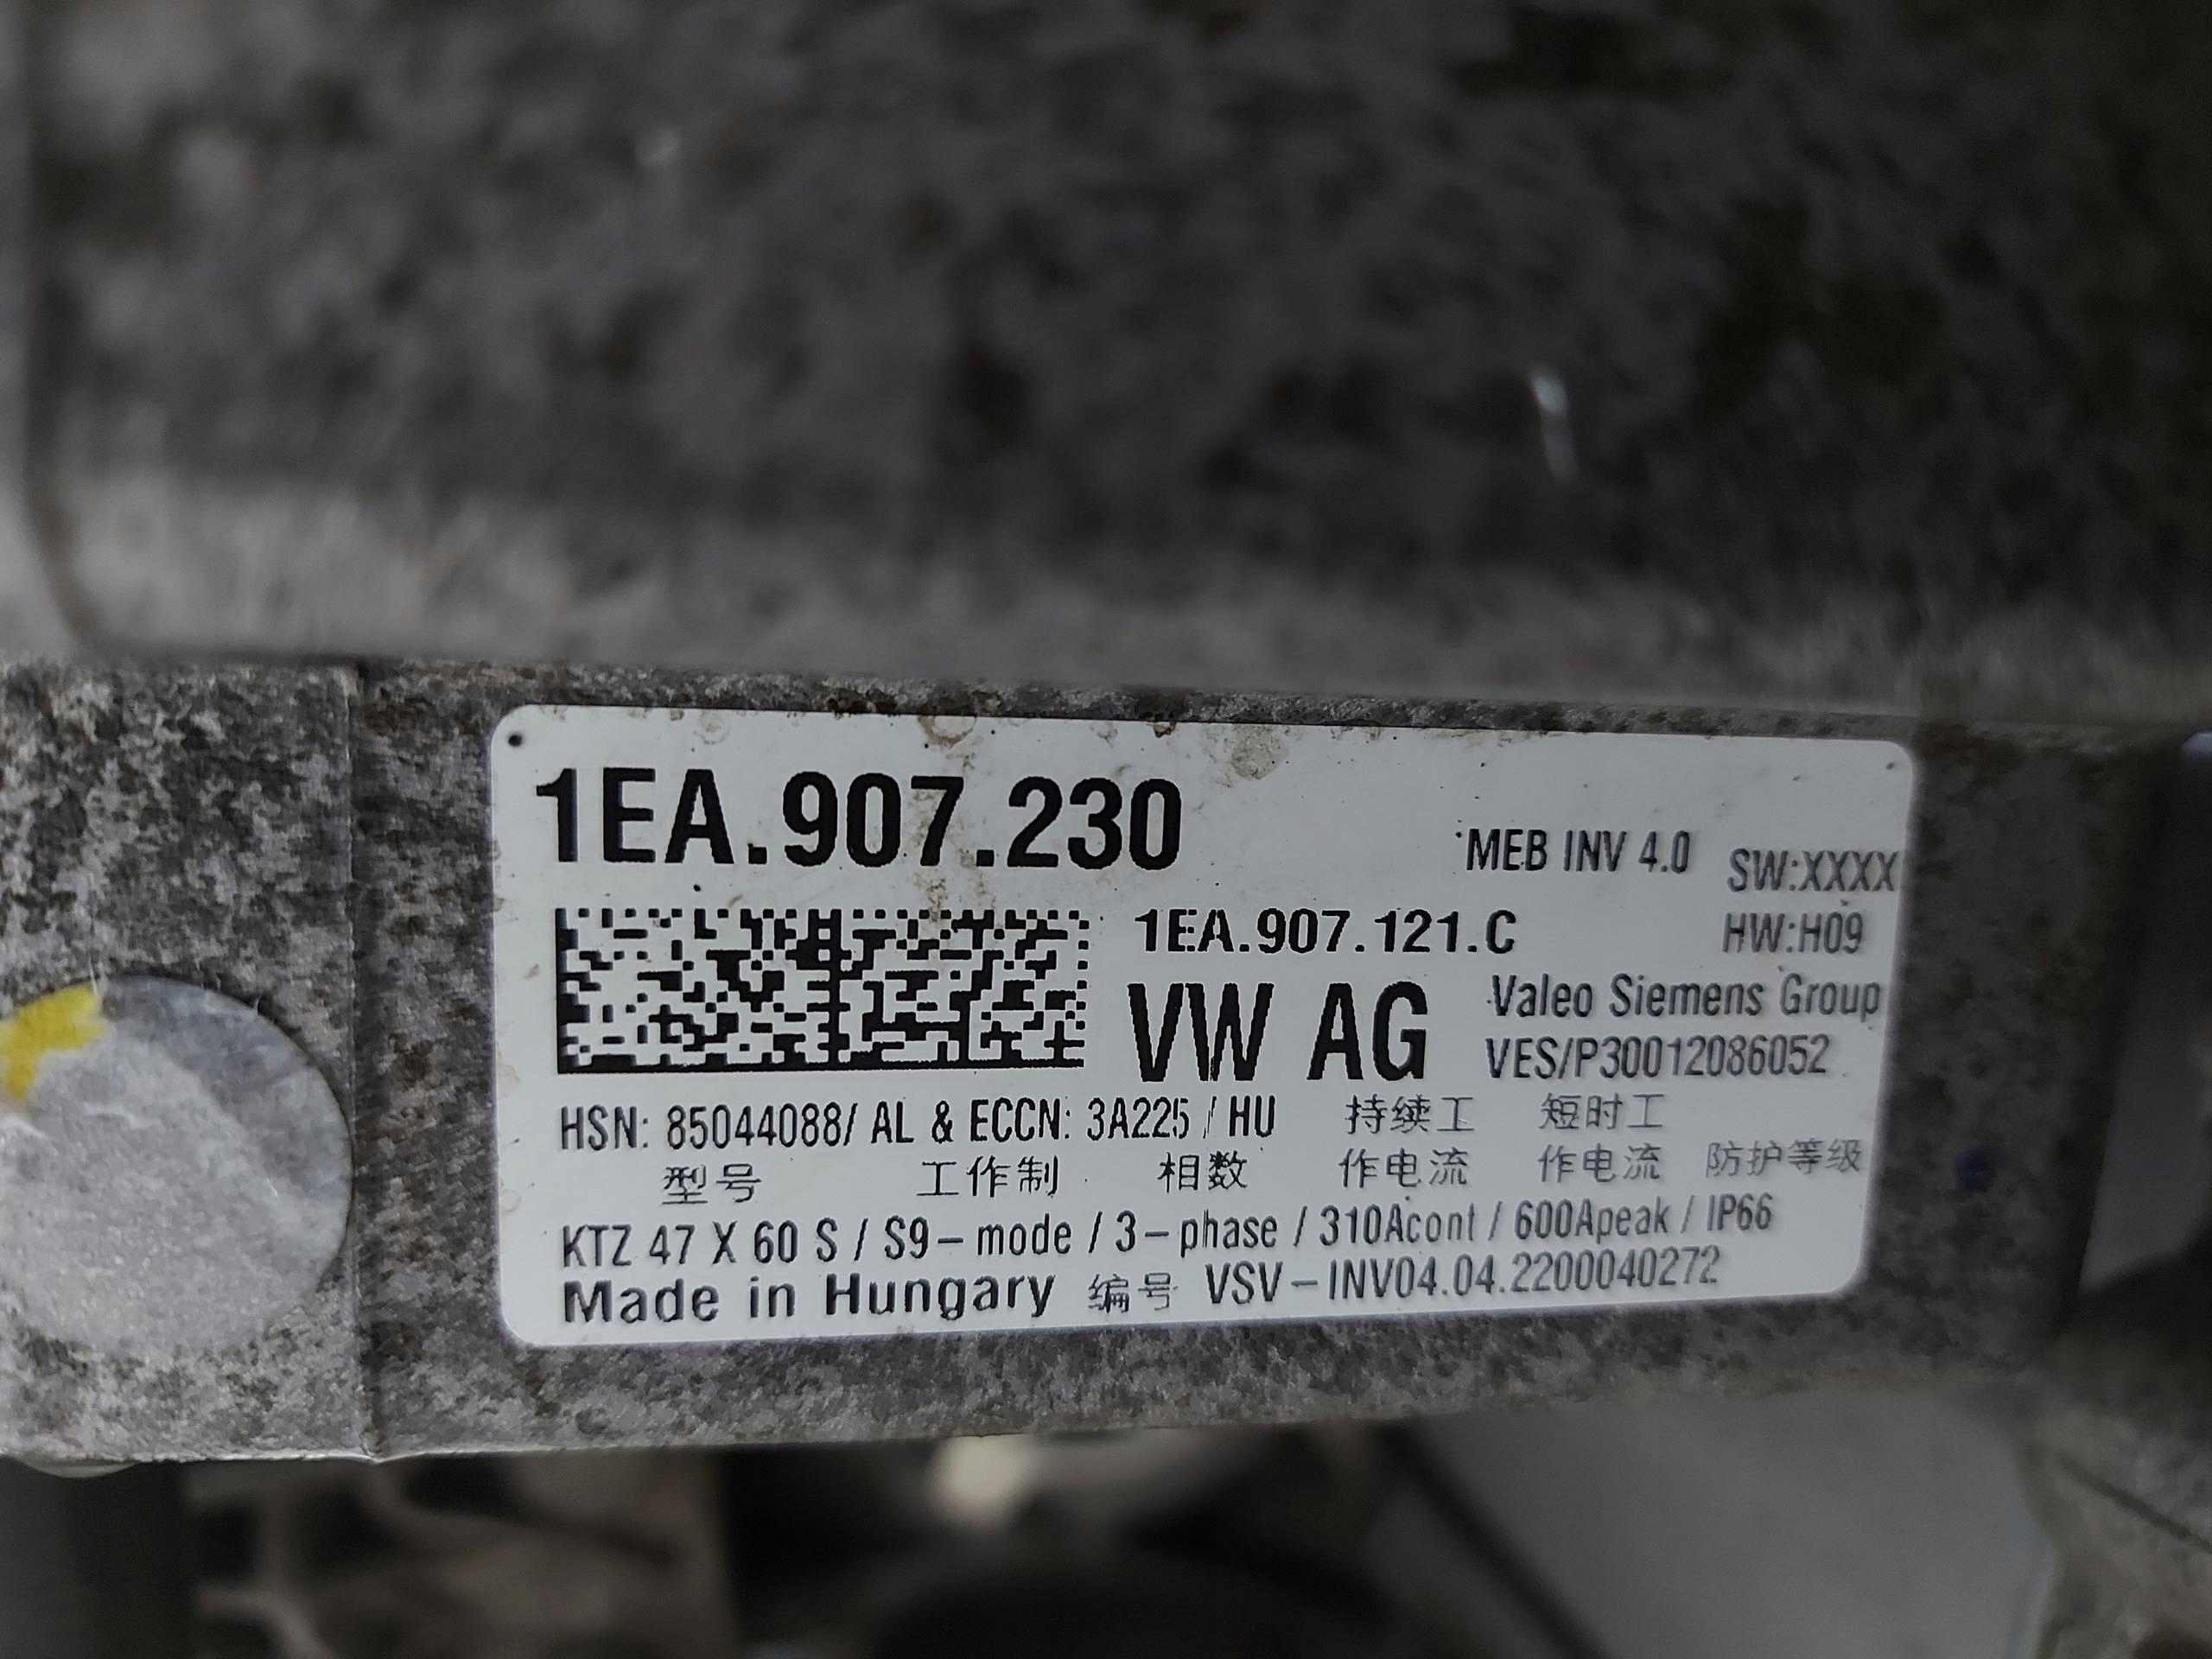 1EA.907.230
MEB INV 4.0 SW:XXXX
1EA.907.121.C HW:H09
VW AG Valeo Siemens Group
VES/P30012086052
HSN: 85044088/ AL & ECCN: 3A225 / HU 持续工 短时工
型号 工作制 相数 作电流 作电流 防护等级
KTZ 47 X 60 S / S9-mode / 3-phase / 310Acont / 600Apeak / IP66
Made in Hungary 编号 VSV-INV04.04.2200040272